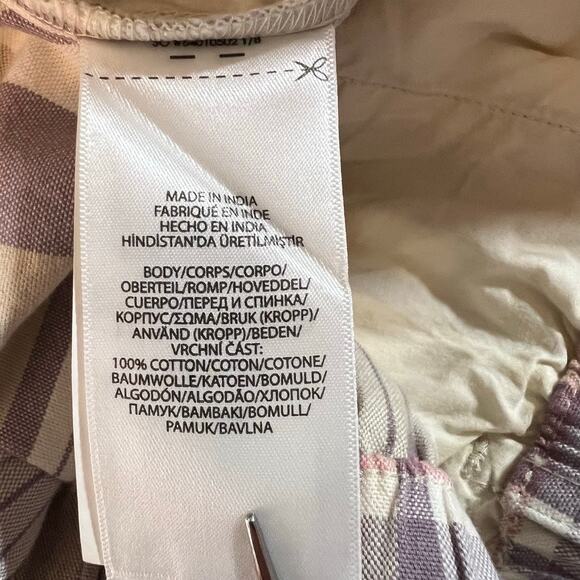 MADE IN INDIA
FABRIQUÉ EN INDE
HECHO EN INDIA
HİNDİSTAN'DA ÜRETİLMİŞTİR
BODY/CORPS/CORPO/
OBERTEIL/ROMP/HOVEDDEL/
CUERPO/ПЕРЕД И СПИНКА/
КОРПУС/ΣΩΜΑ/BRUK (KROPP)/
ANVÄND (KROPP)/BEDEN/
VRCHNÍ ČÁST:
100% COTTON/COTON/COTONE/
BAUMWOLLE/KATOEN/BOMULD/
ALGODÓN/ALGODÃO/ХЛОПОК/
ПАМУК/BAMBAKI/BOMULL/
PAMUK/BAVLNA